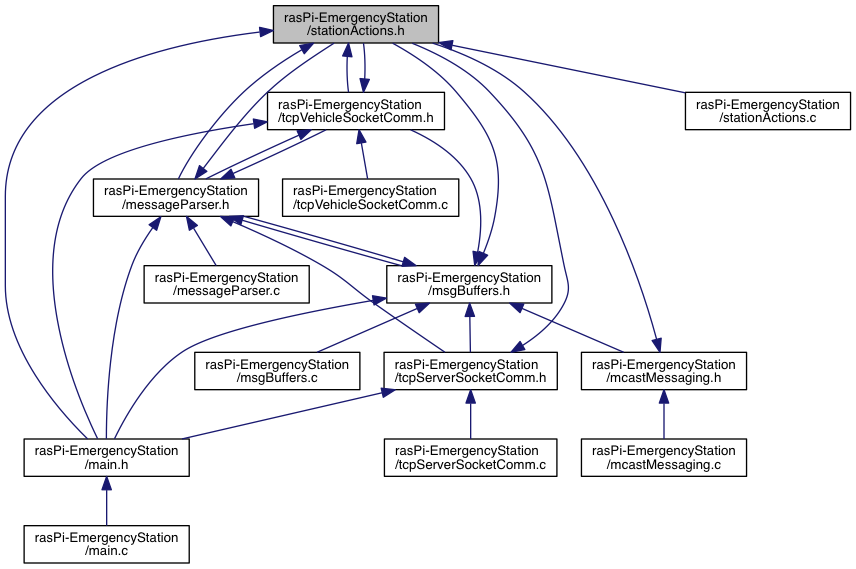 rasPi-EmergencyStation
/stationActions.h
rasPi-EmergencyStation
/tcpVehicleSocketComm.h
rasPi-EmergencyStation
/stationActions.c
rasPi-EmergencyStation
/messageParser.h
rasPi-EmergencyStation
/tcpVehicleSocketComm.c
rasPi-EmergencyStation
/messageParser.c
rasPi-EmergencyStation
/msgBuffers.h
rasPi-EmergencyStation
/msgBuffers.c
rasPi-EmergencyStation
/tcpServerSocketComm.h
rasPi-EmergencyStation
/mcastMessaging.h
rasPi-EmergencyStation
/main.h
rasPi-EmergencyStation
/tcpServerSocketComm.c
rasPi-EmergencyStation
/mcastMessaging.c
rasPi-EmergencyStation
/main.c